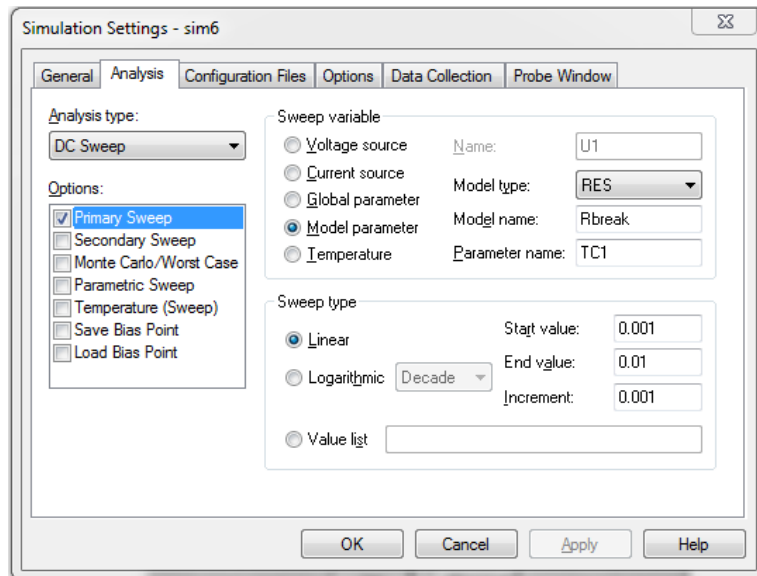 Simulation Settings - sim6
General Analysis Configuration Files Options Data Collection Probe Window
Analysis type:
DC Sweep
Options:
Primary Sweep
Secondary Sweep
Monte Carlo/Worst Case
Parametric Sweep
Temperature (Sweep)
Save Bias Point
Load Bias Point
Sweep variable
Voltage source
Current source
Global parameter
Model parameter
Temperature
Name: U1
Model type: RES
Model name: Rbreak
Parameter name: TC1
Sweep type
Linear
Logarithmic Decade
Value list
Start value: 0.001
End value: 0.01
Increment: 0.001
OK Cancel Apply Help